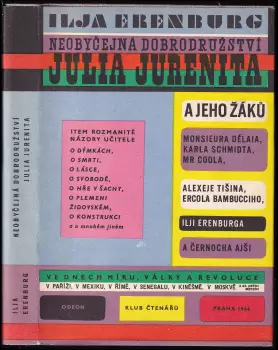 ILJA ERENBURG
NEOBYČEJNÁ DOBRODRUŽSTVÍ
JULIA JURENITA
A JEHO ŽÁKŮ
ITEM ROZMANITÉ
NÁZORY UČITELE
O DÝMKÁCH,
O SMRTI,
O LÁSCE,
O SVOBODĚ,
O HŘE V ŠACHY,
O PLEMENI
ŽIDOVSKÉM,
O KONSTRUKCI
A O MNOHÉM JINÉM
MONSIEURA DÉLAIA,
KARLA SCHMIDTA,
MR COOLA,
ALEXEJE TIŠINA,
ERCOLA BAMBUCCIHO,
ILJI ERENBURGA
A ČERNOCHA AJŠI
VE DNECH MÍRU, VÁLKY A REVOLUCE
V PAŘÍŽI, V MEXIKU, V ŘÍMĚ, V SENEGALU, V KINĚŠMĚ, V MOSKVĚ
ODEON
KLUB ČTENÁŘŮ
PRAHA 1966
NEOBYČEJNÁ DOBRODRUŽSTVÍ
JULIA JURENITA
ILJA
ERENBURG